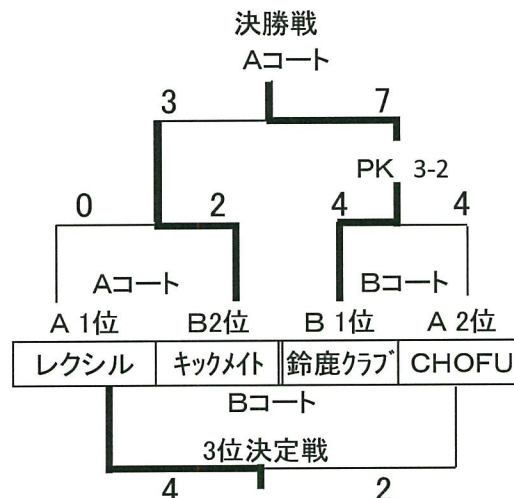 決勝戦
Aコート
3 7
PK 3-2
0 2 4 4
Aコート Bコート
A 1位 B2位 B 1位 A 2位
レクシル キックメイト 鈴鹿クラブ CHOFU
Bコート
3位決定戦
4 2